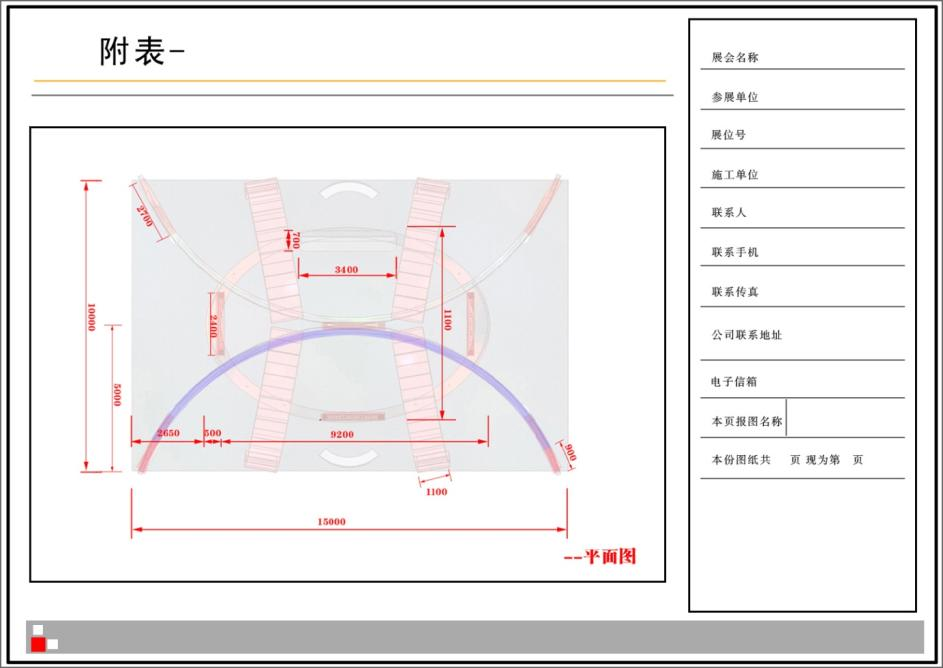 附表-
2700
700
3400
10000
2400
1100
5000
2650
500
9200
900
1100
15000
--平面图
展会名称
参展单位
展位号
施工单位
联系人
联系手机
联系传真
公司联系地址
电子信箱
本页报图名称
本份图纸共 页 现为第 页